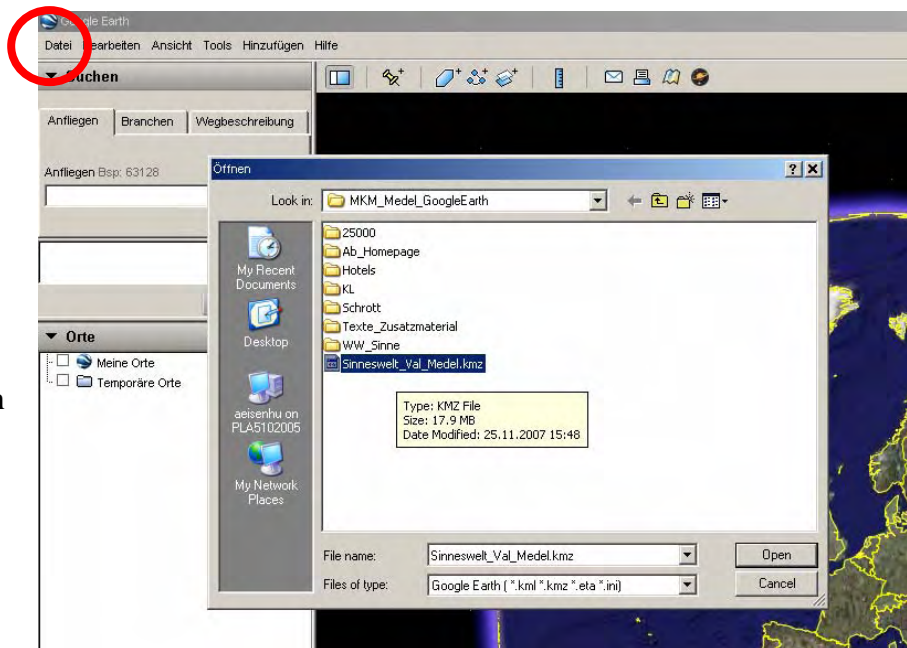 Google Earth
Datei Bearbeiten Ansicht Tools Hinzufügen Hilfe
Suchen
Anfliegen Branchen Wegbeschreibung
Anfliegen Bsp: 63128
Öffnen
Look in: MKM_Medel_GoogleEarth
My Recent Documents
Desktop
aeisenhu on PLA5102005
My Network Places
25000
Ab_Homepage
Hotels
KL
Schrott
Texte_Zusatzmaterial
WW_Sinne
Sinneswelt_Val_Medel.kmz
Type: KMZ File
Size: 17.9 MB
Date Modified: 25.11.2007 15:48
File name: Sinneswelt_Val_Medel.kmz Open
Files of type: Google Earth ( *.kml *.kmz *.eta *.ini) Cancel
Orte
Meine Orte
Temporäre Orte